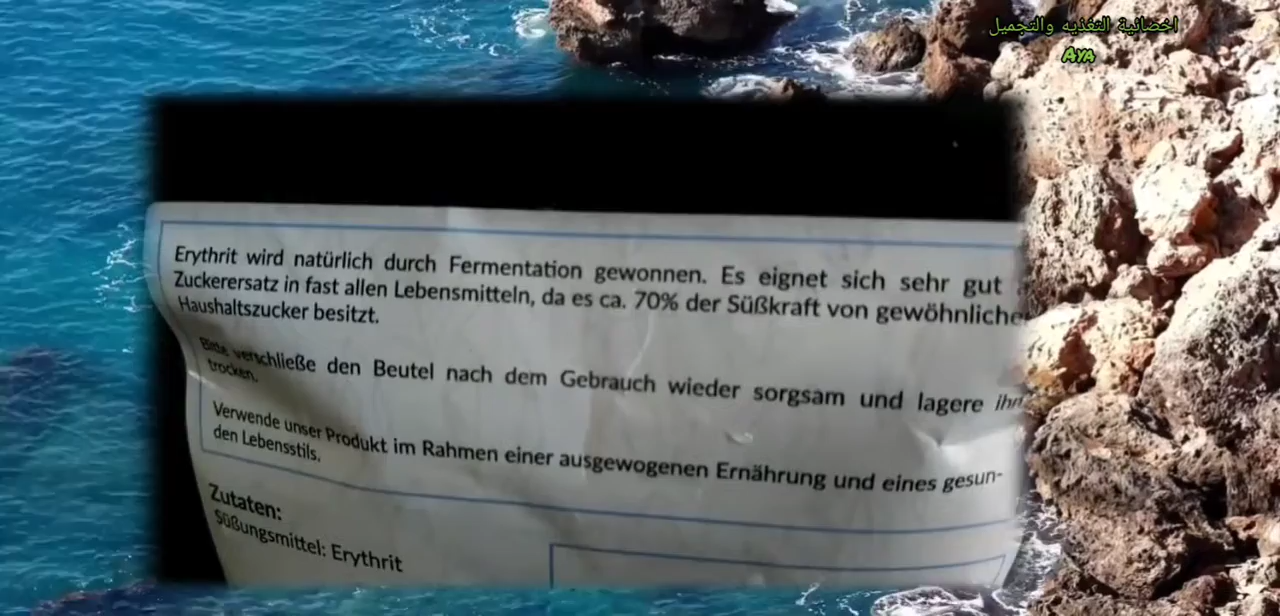 اخصائية التغذيه والتجميل
AYA
Erythrit wird natürlich durch Fermentation gewonnen. Es eignet sich sehr gut
Zuckerersatz in fast allen Lebensmitteln, da es ca. 70% der Süßkraft von gewöhnliche
Haushaltszucker besitzt.
Bitte verschließe den Beutel nach dem Gebrauch wieder sorgsam und lagere ihn
trocken.
Verwende unser Produkt im Rahmen einer ausgewogenen Ernährung und eines gesun-
den Lebensstils.
Zutaten:
Süßungsmittel: Erythrit